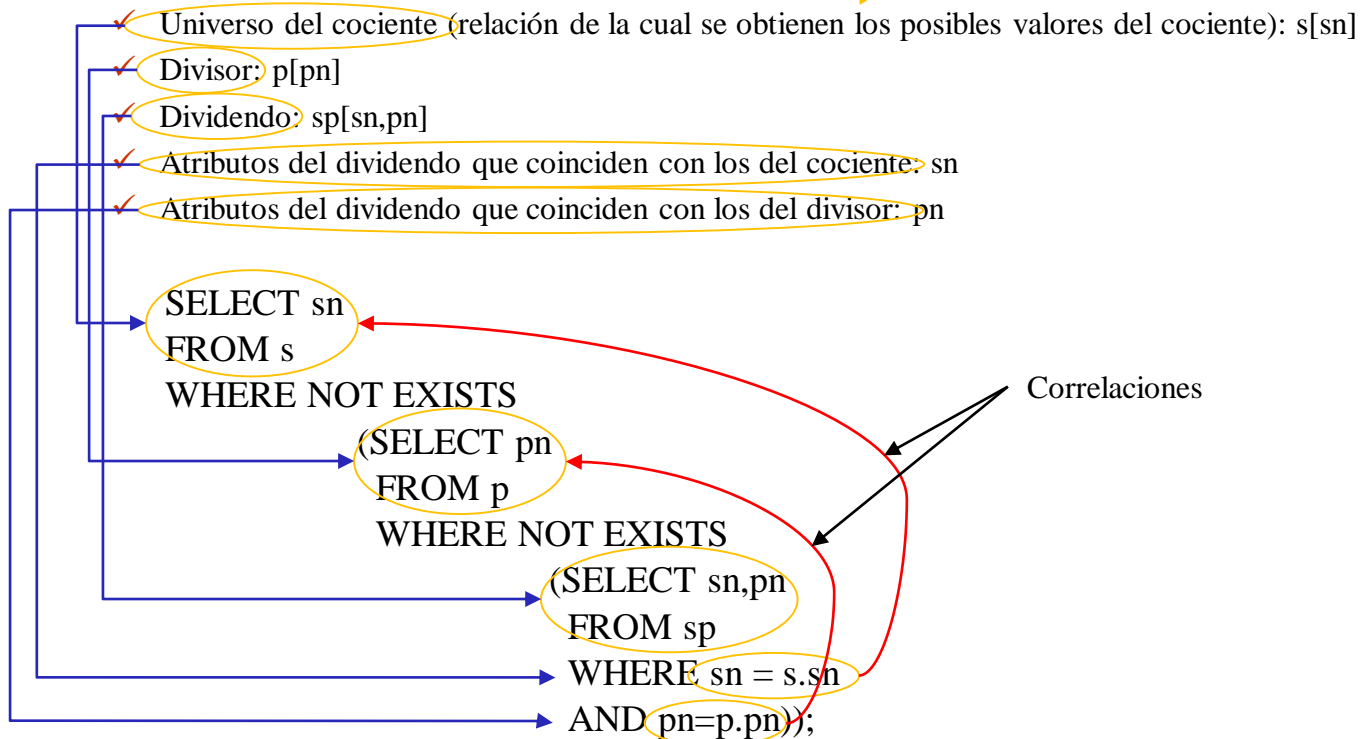 Universo del cociente (relación de la cual se obtienen los posibles valores del cociente): s[sn]
Divisor: p[pn]
Dividendo: sp[sn,pn]
Atributos del dividendo que coinciden con los del cociente: sn
Atributos del dividendo que coinciden con los del divisor: pn
SELECT sn
FROM s
WHERE NOT EXISTS
Correlaciones
(SELECT pn
FROM p
WHERE NOT EXISTS
(SELECT sn,pn
FROM sp
WHERE sn = s.sn
AND pn=p.pn));